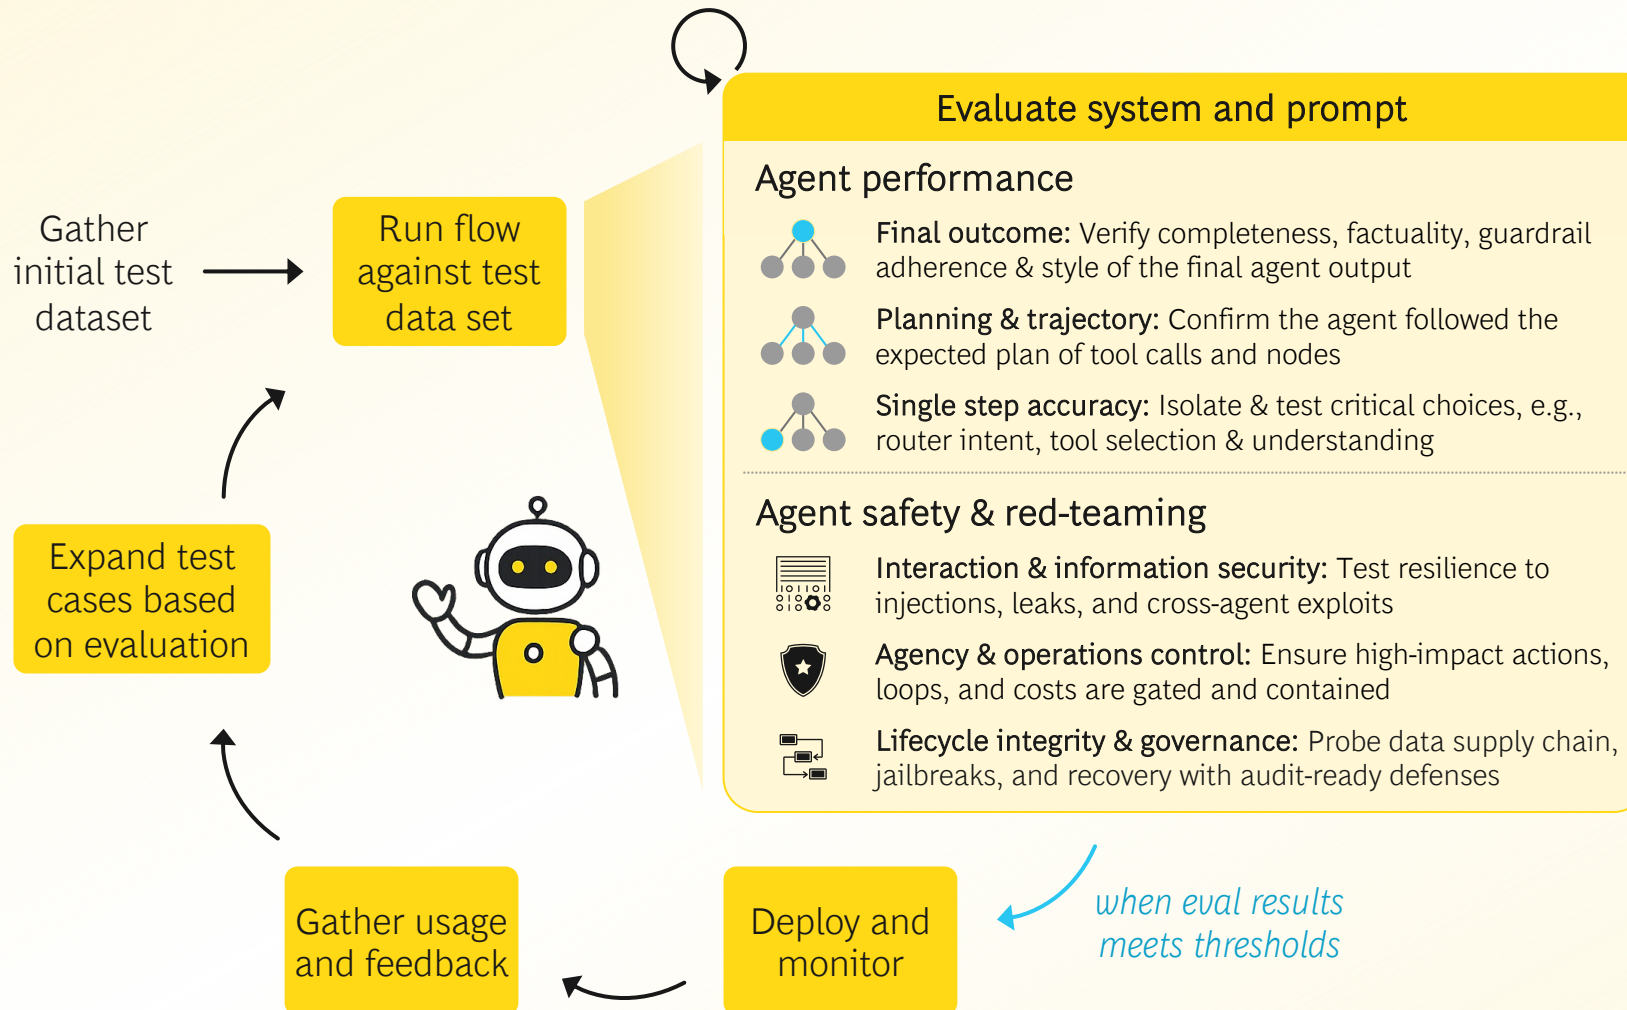 Evaluate system and prompt
Agent performance
Final outcome: Verify completeness, factuality, guardrail
adherence & style of the final agent output
Planning & trajectory: Confirm the agent followed the
expected plan of tool calls and nodes
Single step accuracy: Isolate & test critical choices, e.g.,
router intent, tool selection & understanding
Agent safety & red-teaming
Interaction & information security: Test resilience to
injections, leaks, and cross-agent exploits
Agency & operations control: Ensure high-impact actions,
loops, and costs are gated and contained
Lifecycle integrity & governance: Probe data supply chain,
jailbreaks, and recovery with audit-ready defenses
Gather
initial test
dataset
Run flow
against test
data set
Expand test
cases based
on evaluation
Gather usage
and feedback
Deploy and
monitor
when eval results
meets thresholds